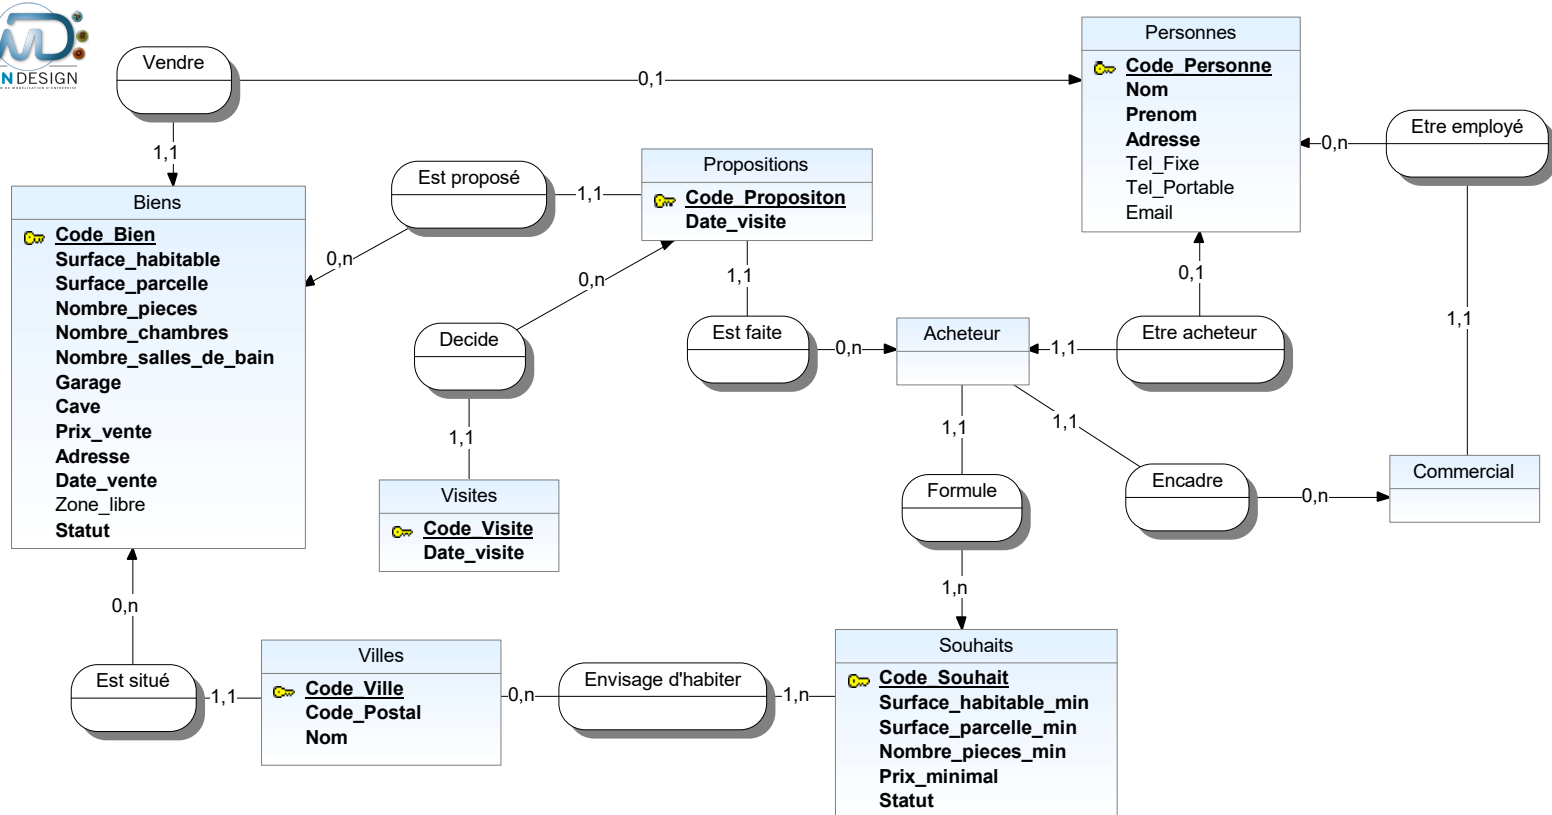 NDESIGN
Vendre
0,1
1,1
Personnes
Code_Personne
Nom
Prenom
Adresse
Tel_Fixe
Tel_Portable
Email
Etre employé
0,n
1,1
Biens
Code_Bien
Surface_habitable
Surface_parcelle
Nombre_pieces
Nombre_chambres
Nombre_salles_de_bain
Garage
Cave
Prix_vente
Adresse
Date_vente
Zone_libre
Statut
Est proposé
1,1
0,n
Propositions
Code_Propositon
Date_visite
0,n
1,1
0,1
Decide
Est faite
0,n
Acheteur
1,1
Etre acheteur
1,1
Visites
Code_Visite
Date_visite
1,1
1,1
Formule
Encadre
0,n
Commercial
1,n
0,n
Est situé
1,1
Villes
Code_Ville
Code_Postal
Nom
0,n
Envisage d'habiter
1,n
Souhaits
Code_Souhait
Surface_habitable_min
Surface_parcelle_min
Nombre_pieces_min
Prix_minimal
Statut